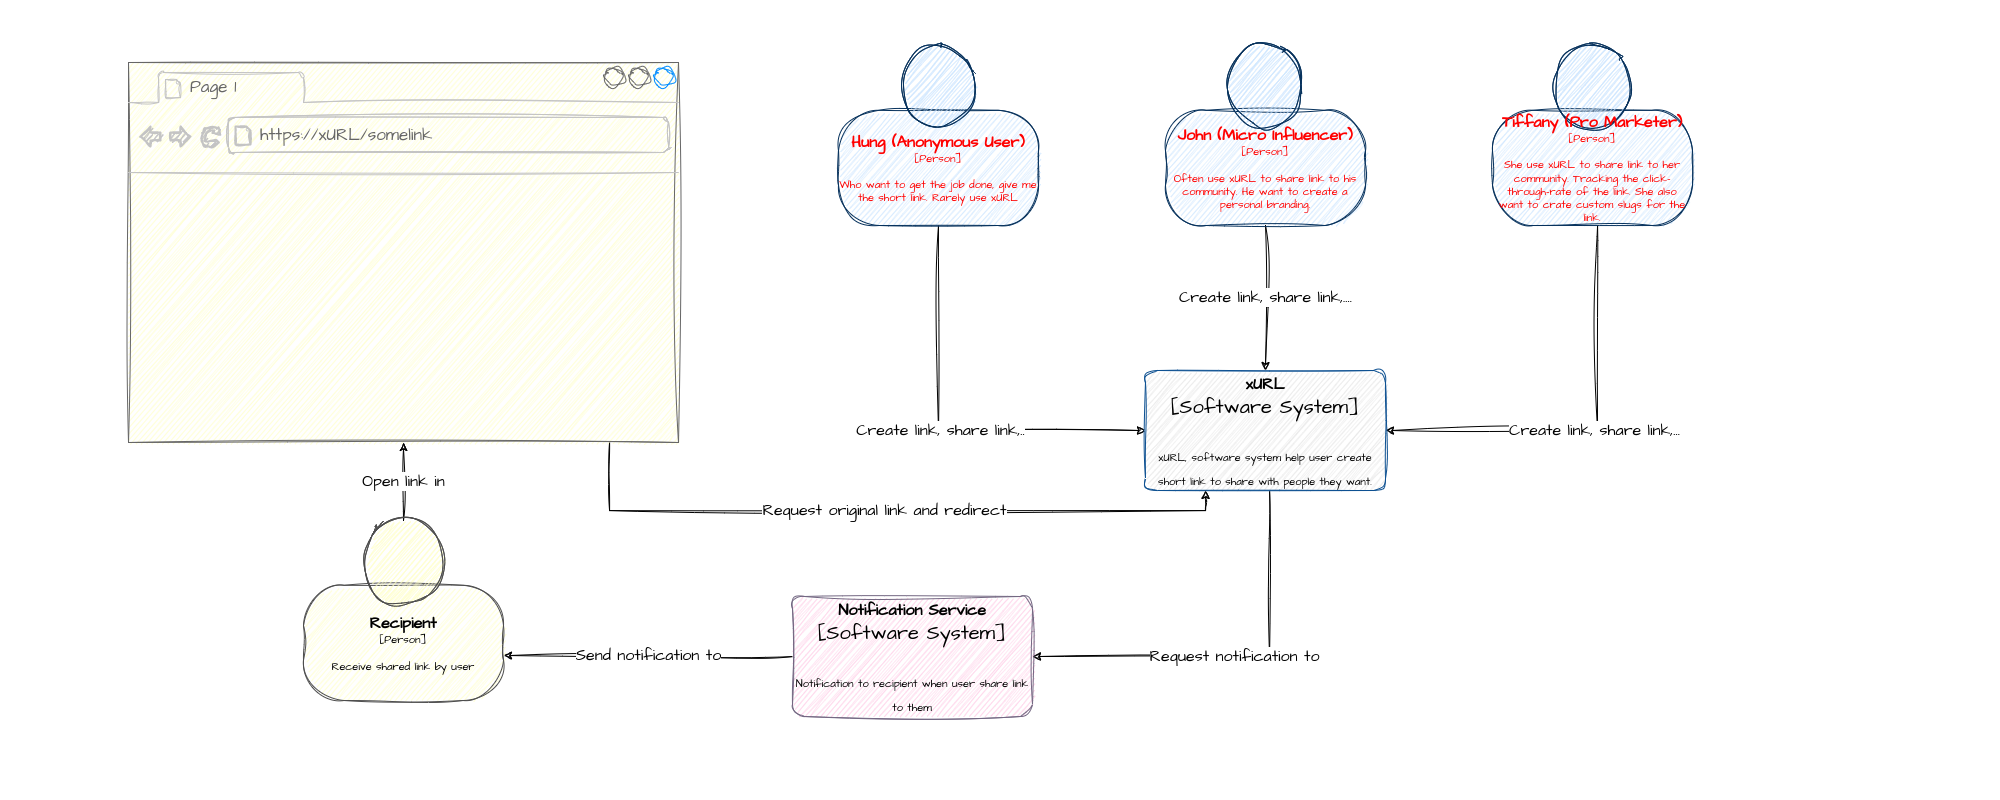 Page 1
https://xURL/somelink
Hung (Anonymous User)
[Person]
Who want to get the job done, give me
the short link. Rarely use xURL
John (Micro Influencer)
[Person]
Often use xURL to share link to his
community. He want to create a
personal branding.
Tiffany (Pro Marketer)
[Person]
She use xURL to share link to her
community. Tracking the click-
through-rate of the link. She also
want to crate custom slugs for the
link.
Create link, share link,....
xURL
[Software System]
xURL, software system help user create
short link to share with people they want.
Create link, share link,..
Create link, share link,...
Open link in
Request original link and redirect
Recipient
[Person]
Receive shared link by user
Send notification to
Notification Service
[Software System]
Notification to recipient when user share link
to them
Request notification to